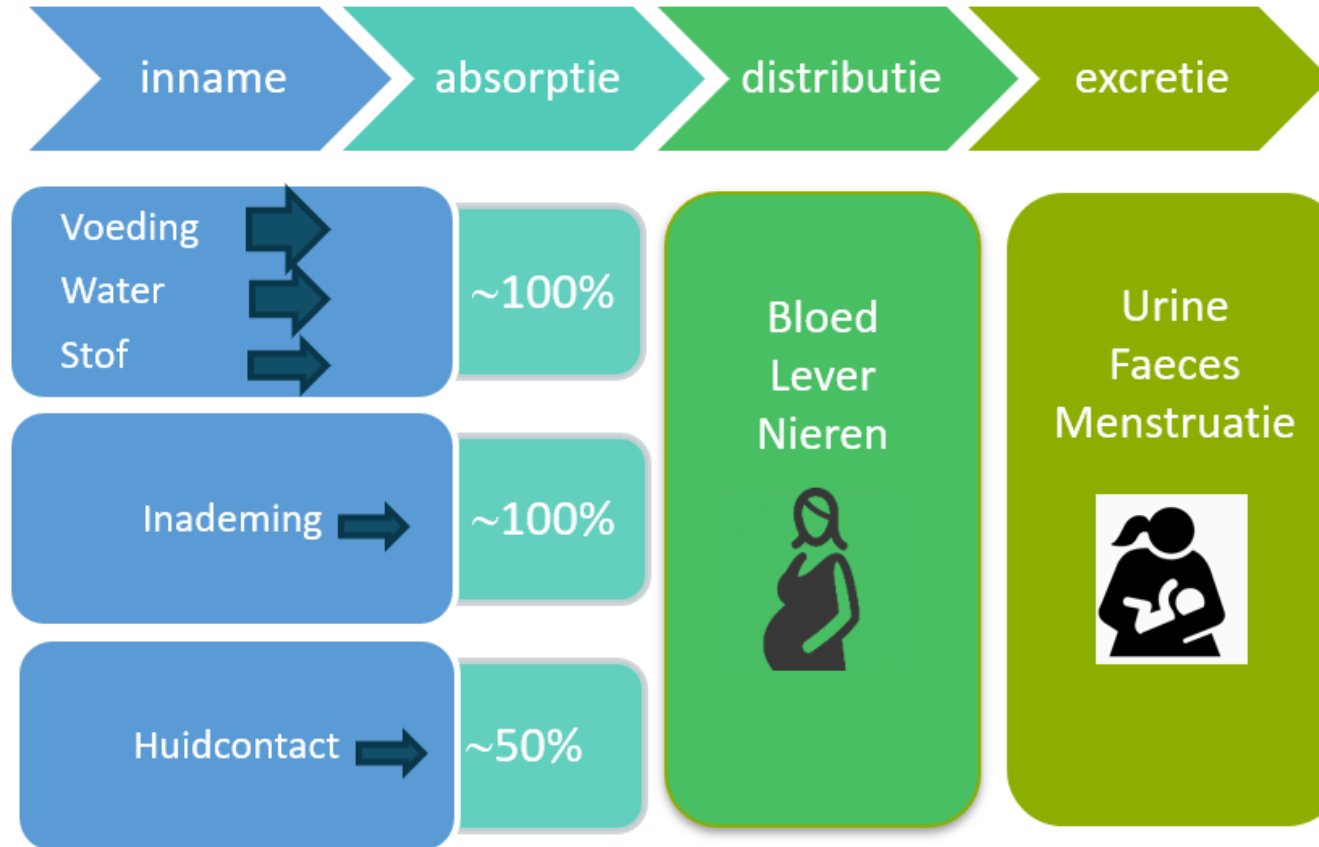 inname
absorptie
distributie
excretie
Voeding
Water
Stof
~100%
Inademing
~100%
Huidcontact
~50%
Bloed
Lever
Nieren
Urine
Faeces
Menstruatie